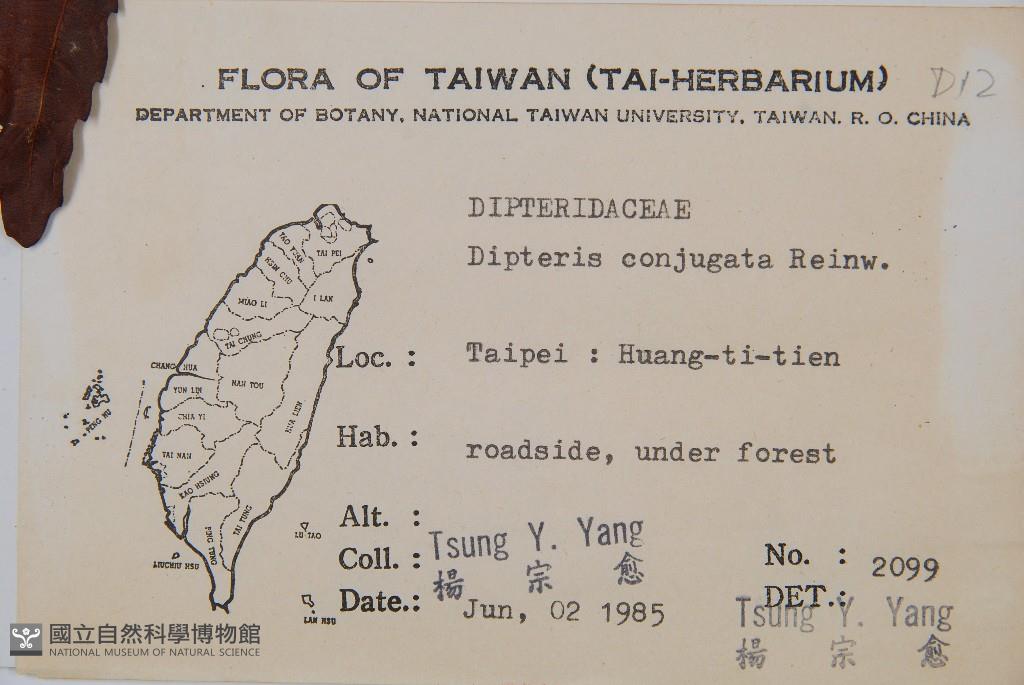 FLORA OF TAIWAN (TAI-HERBARIUM)
D12
DEPARTMENT OF BOTANY, NATIONAL TAIWAN UNIVERSITY, TAIWAN. R. O. CHINA
DIPTERIDACEAE
Dipteris conjugata Reinw.
TAO YUAN
TAI PEI
HSIN CHU
MIAO LI
I LAN
TAI CHUNG
CHANG HUA
NAN TOU
YUN LIN
PENG HU
CHIA YI
HUA LIEN
TAI NAN
KAO HSIUNG
TAI TUNG
PING TUNG
LU TAO
LIUCHIU HSU
LAN HSU
Loc. : Taipei : Huang-ti-tien
Hab. : roadside, under forest
Alt. :
Coll. : Tsung Y. Yang
楊 宗 愈
Date.: Jun, 02 1985
No. : 2099
DET.: Tsung Y. Yang
楊 宗 愈
國立自然科學博物館
NATIONAL MUSEUM OF NATURAL SCIENCE